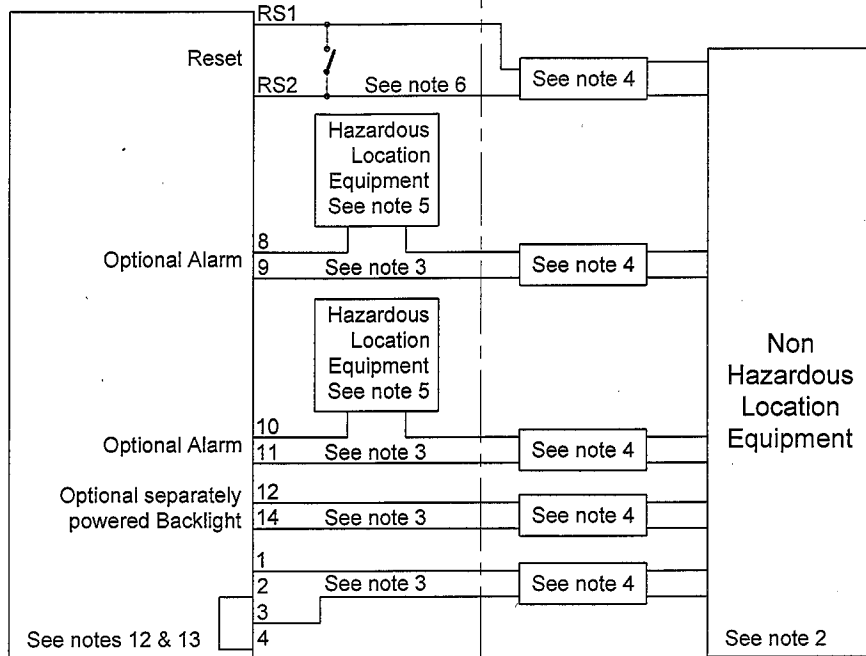 RS1
Reset
RS2
See note 6
See note 4
Hazardous
Location
Equipment
See note 5
8
Optional Alarm
9
See note 3
See note 4
Hazardous
Location
Equipment
See note 5
Non
Hazardous
Location
Equipment
10
Optional Alarm
11
See note 3
See note 4
Optional separately
powered Backlight
12
14
See note 3
See note 4
1
2
See note 3
See note 4
3
4
See notes 12 & 13
See note 2